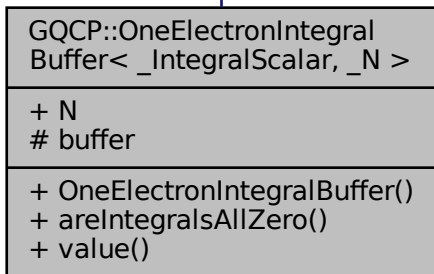 GQCP::OneElectronIntegral
Buffer< _IntegralScalar, _N >
+ N
# buffer
+ OneElectronIntegralBuffer()
+ areIntegralsAllZero()
+ value()